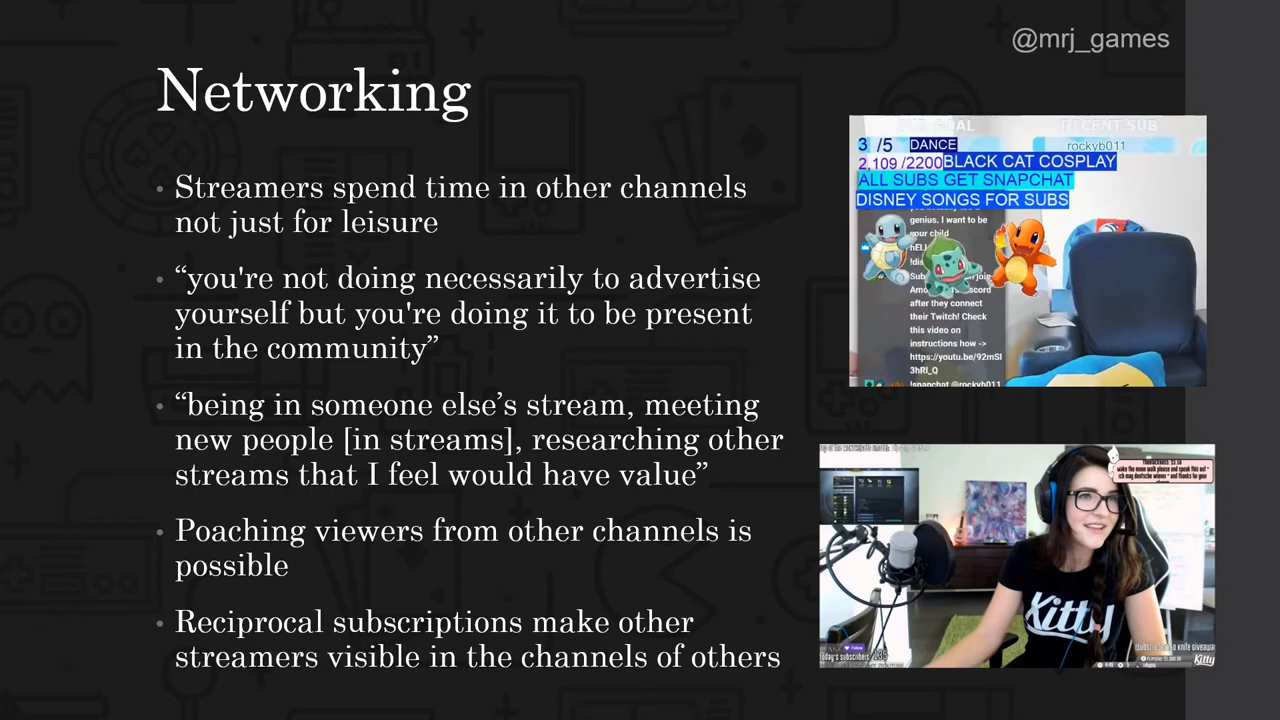 @mrj_games
Networking
Streamers spend time in other channels
not just for leisure
“you're not doing necessarily to advertise
yourself but you're doing it to be present
in the community”
“being in someone else’s stream, meeting
new people [in streams], researching other
streams that I feel would have value”
Poaching viewers from other channels is
possible
Reciprocal subscriptions make other
streamers visible in the channels of others
GOAL
RECENT SUB
3 /5 DANCE
rockyb011
2,109 /2200 BLACK CAT COSPLAY
ALL SUBS GET SNAPCHAT
DISNEY SONGS FOR SUBS
genius. I want to be
your child
after they connect
their Twitch! Check
this video on
instructions how ->
https://youtu.be/92mSl
3hRI_Q
!snapchat @rockyb011
Kitty
Follow
Kitty